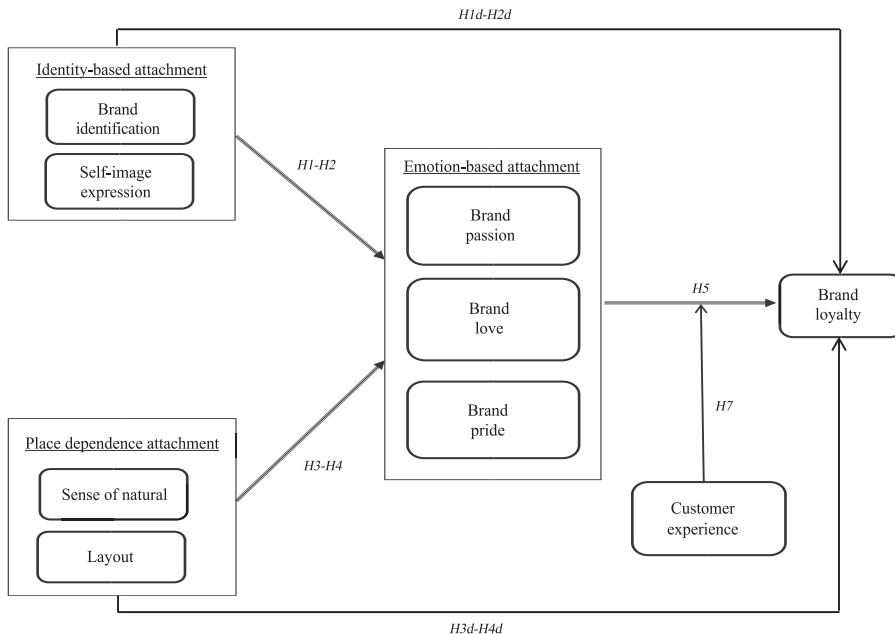 H1d-H2d
Identity-based attachment
Brand
identification
Self-image
expression
H1-H2
Emotion-based attachment
Brand
passion
Brand
love
Brand
pride
H5
Brand
loyalty
H7
Customer
experience
Place dependence attachment
Sense of natural
Layout
H3-H4
H3d-H4d